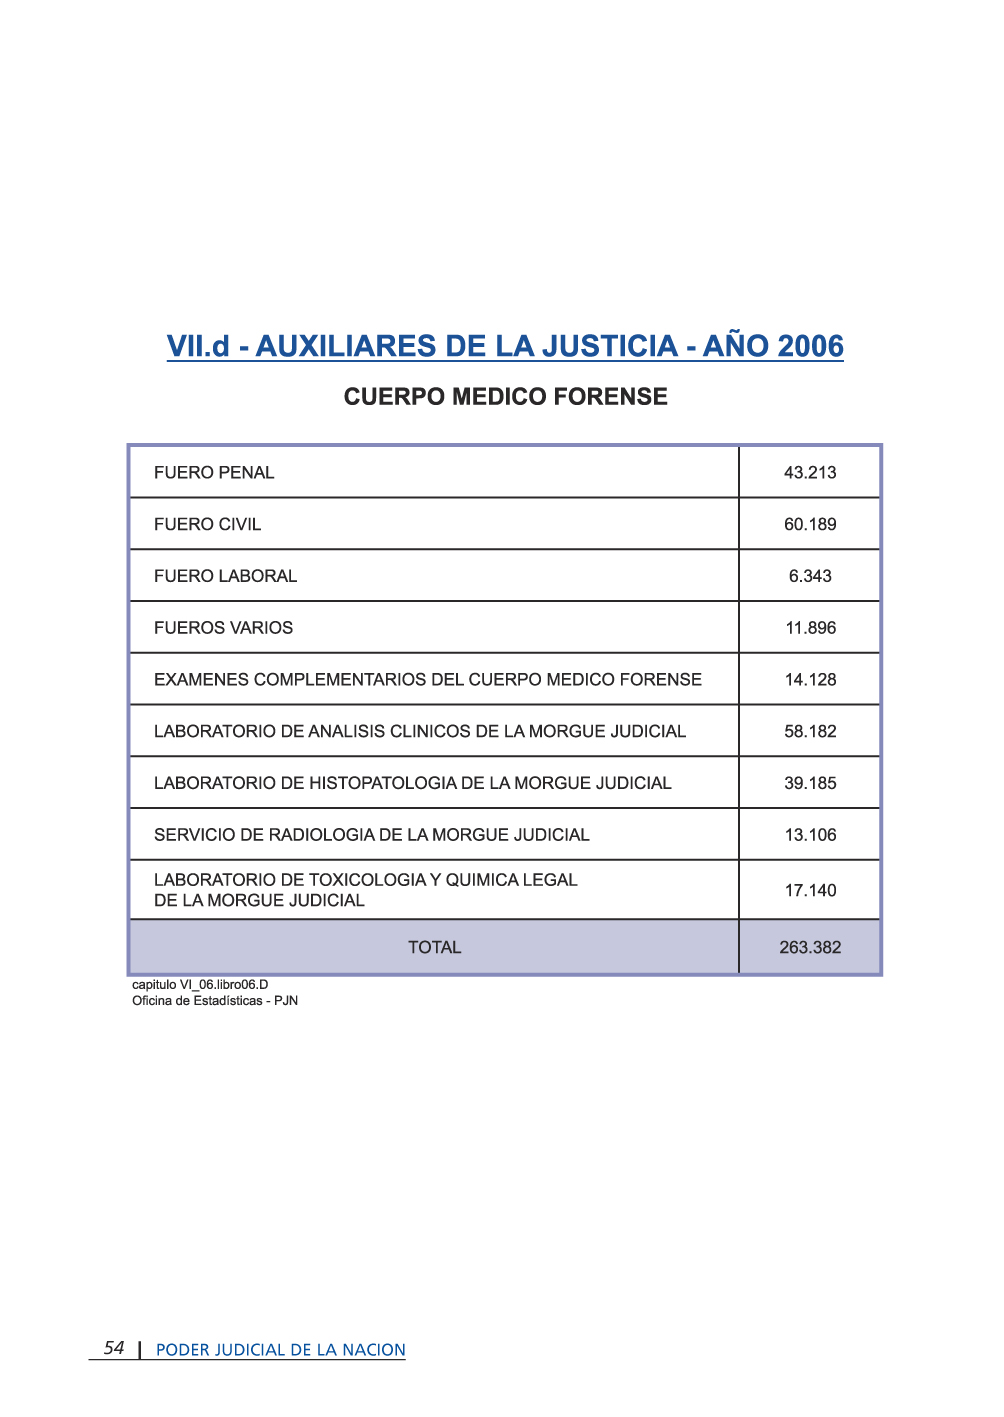 VII.d - AUXILIARES DE LA JUSTICIA - AÑO 2006
CUERPO MEDICO FORENSE
FUERO PENAL 43.213
FUERO CIVIL 60.189
FUERO LABORAL 6.343
FUEROS VARIOS 11.896
EXAMENES COMPLEMENTARIOS DEL CUERPO MEDICO FORENSE 14.128
LABORATORIO DE ANALISIS CLINICOS DE LA MORGUE JUDICIAL 58.182
LABORATORIO DE HISTOPATOLOGIA DE LA MORGUE JUDICIAL 39.185
SERVICIO DE RADIOLOGIA DE LA MORGUE JUDICIAL 13.106
LABORATORIO DE TOXICOLOGIA Y QUIMICA LEGAL
DE LA MORGUE JUDICIAL 17.140
TOTAL 263.382
capitulo VI_06.libro06.D
Oficina de Estadísticas - PJN
54 | PODER JUDICIAL DE LA NACION